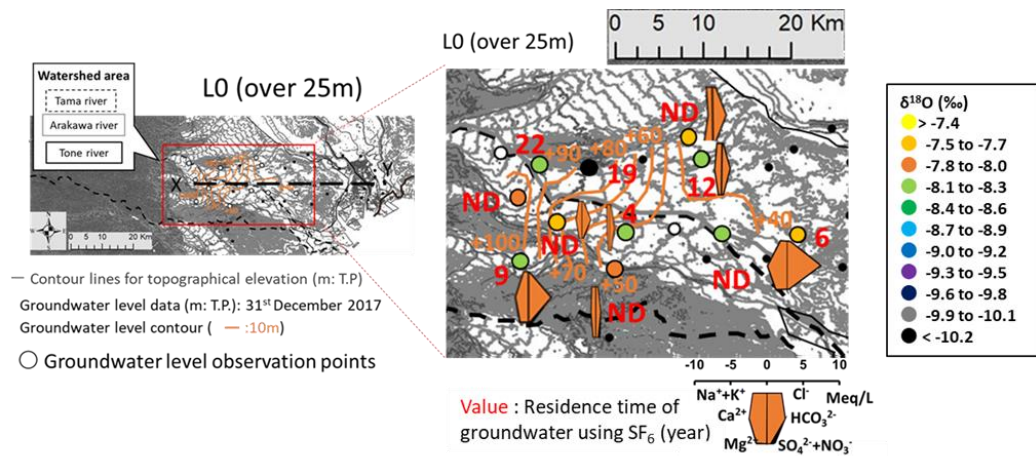 Watershed area
Tama river
Arakawa river
Tone river
L0 (over 25m)
X
Y
N
0
10
20 Km
— Contour lines for topographical elevation (m: T.P)
Groundwater level data (m: T.P.): 31st December 2017
Groundwater level contour ( — :10m)
Groundwater level observation points
L0 (over 25m)
0
10
20 Km
ND
+60
+80
22
+90
19
12
ND
4
+40
6
+100
ND
+70
9
+50
ND
ND
-10 -5 0 5 10
Na⁺+K⁺ Cl⁻ Meq/L
Ca²⁺ HCO₃²⁻
Mg²⁺ SO₄²⁻+NO₃⁻
Value : Residence time of
groundwater using SF₆ (year)
δ¹⁸O (‰)
> -7.4
-7.5 to -7.7
-7.8 to -8.0
-8.1 to -8.3
-8.4 to -8.6
-8.7 to -8.9
-9.0 to -9.2
-9.3 to -9.5
-9.6 to -9.8
-9.9 to -10.1
< -10.2